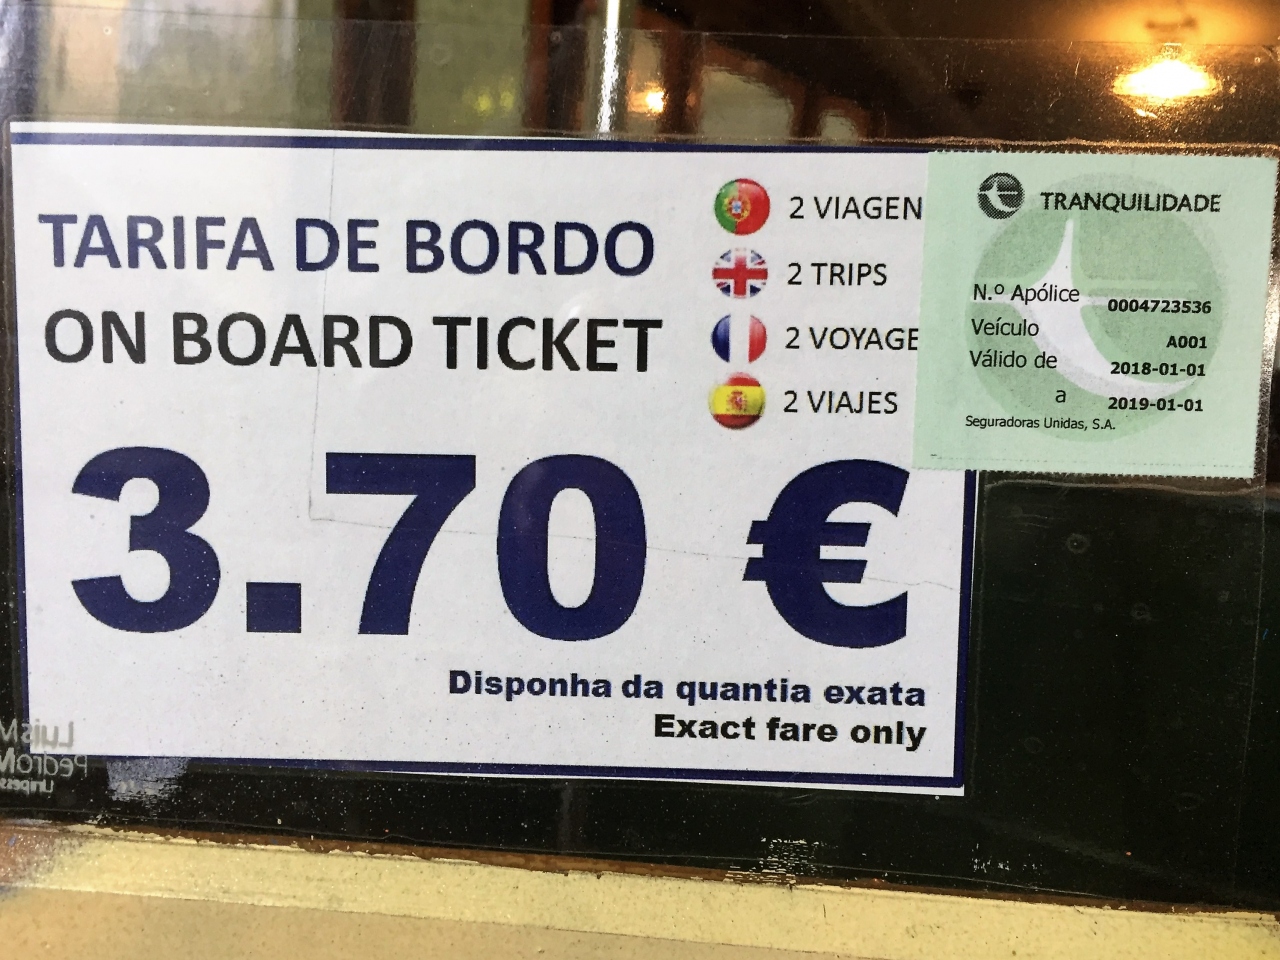 TARIFA DE BORDO
ON BOARD TICKET
2 VIAGEN
2 TRIPS
2 VOYAGE
2 VIAJES
3.70 €
Disponha da quantia exata
Exact fare only
TRANQUILIDADE
N.º Apólice 0004723536
Veículo A001
Válido de 2018-01-01
a 2019-01-01
Seguradoras Unidas, S.A.